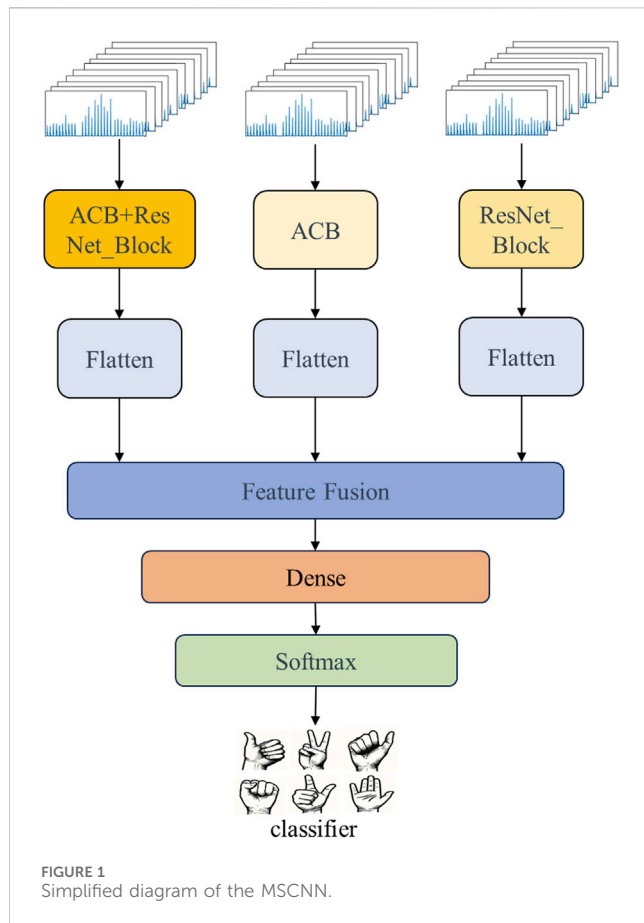 ACB+Res
Net_Block
ACB
ResNet_
Block
Flatten
Flatten
Flatten
Feature Fusion
Dense
Softmax
classifier
FIGURE 1
Simplified diagram of the MSCNN.